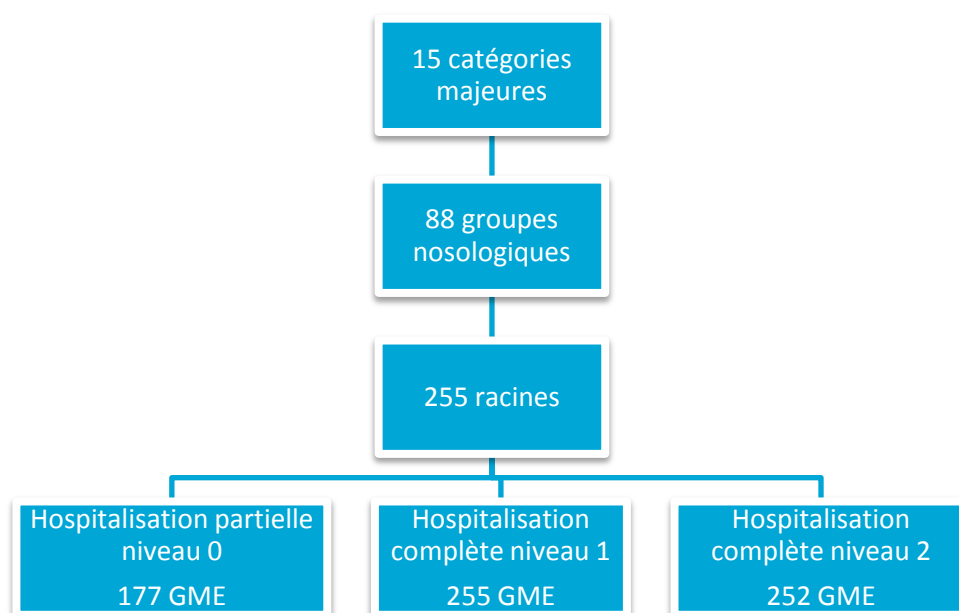 15 catégories
majeures
88 groupes
nosologiques
255 racines
Hospitalisation partielle
niveau 0
177 GME
Hospitalisation
complète niveau 1
255 GME
Hospitalisation
complète niveau 2
252 GME